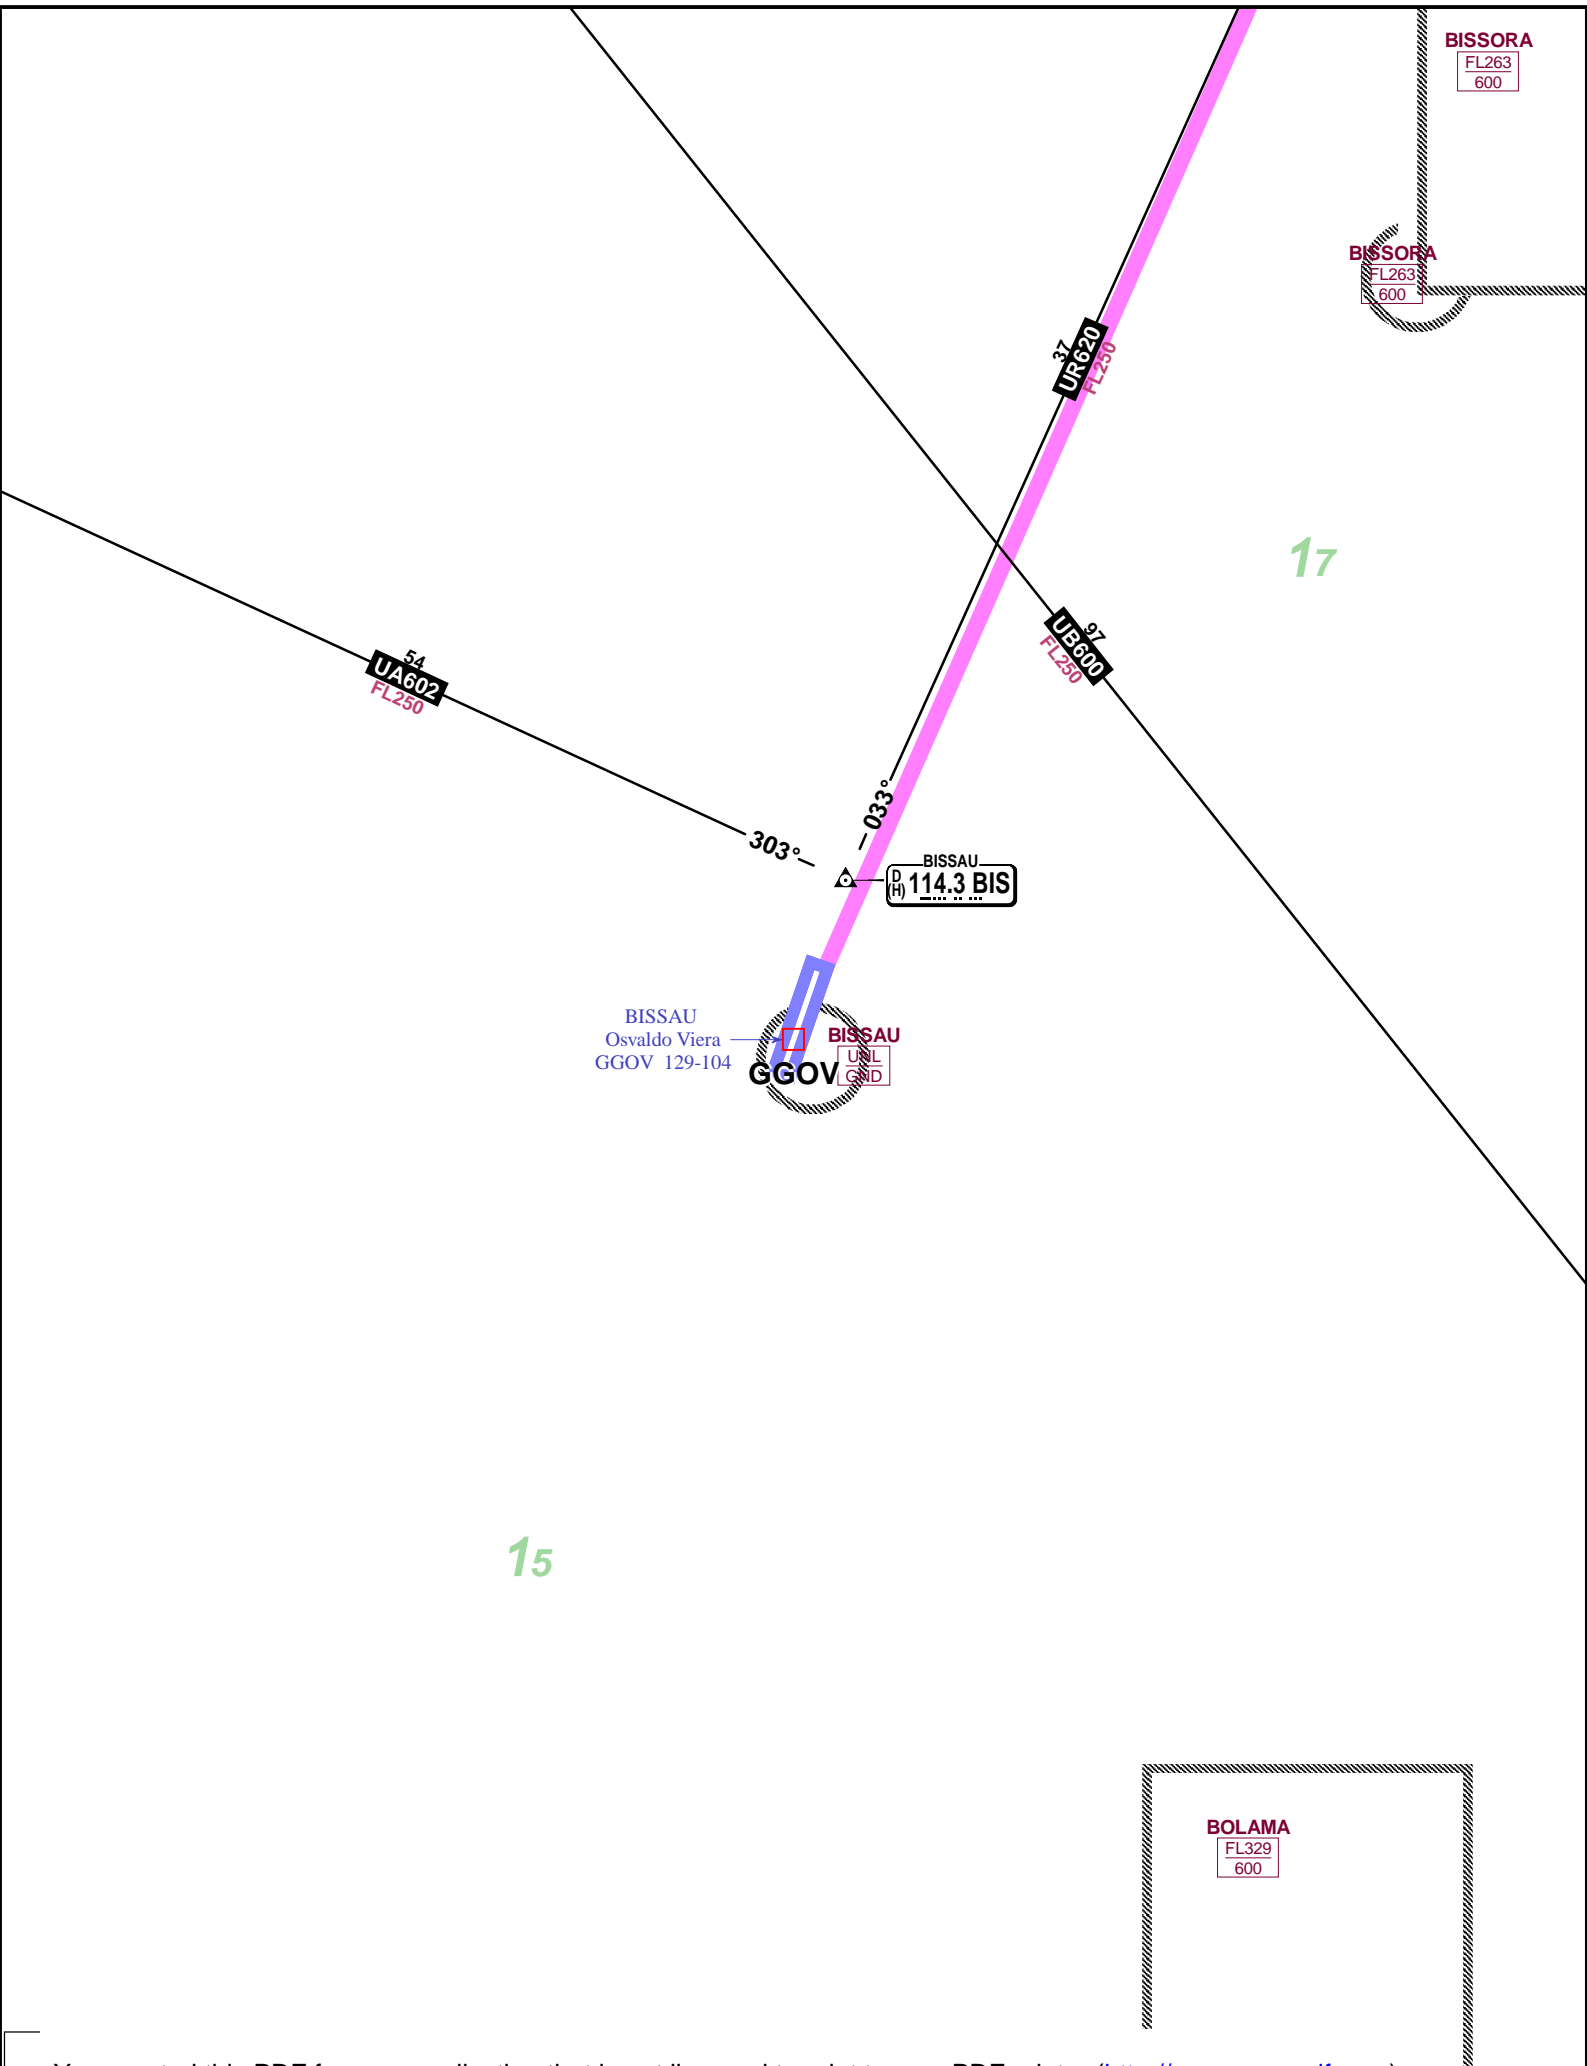 BISSORA
FL263
600
BISSORA
FL263
600
37
UR620
FL250
17
97
UB600
FL250
54
UA602
FL250
303°
033°
BISSAU
D
(H) 114.3 BIS
BISSAU
Osvaldo Viera
GGOV 129-104
BISSAU
UNL
GND
GGOV
15
BOLAMA
FL329
600